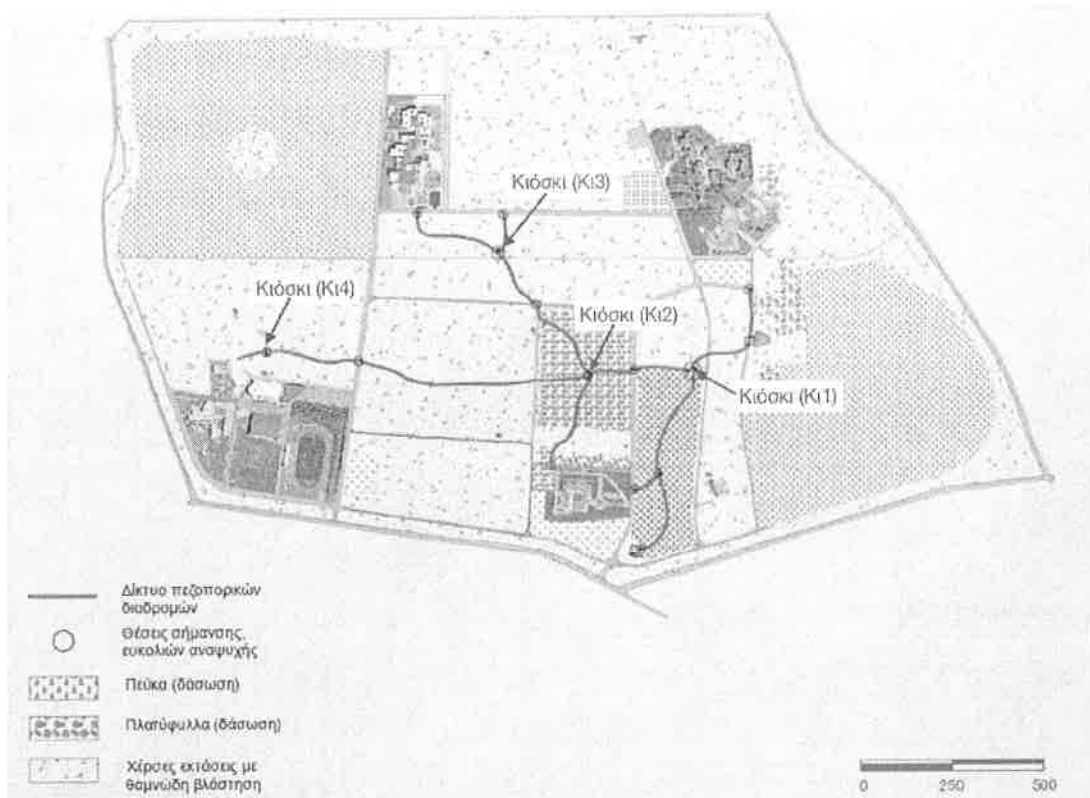 Κιόσκι (Κι3)
Κιόσκι (Κι4)
Κιόσκι (Κι2)
Κιόσκι (Κι1)
Δίκτυο πεζοπορικών
διαδρομών
Θέσεις σήμανσης,
ευκολιών αναψυχής
Πεύκα (δάσωση)
Πλατύφυλλα (δάσωση)
Χέρσες εκτάσεις με
θαμνώδη βλάστηση
0 250 500